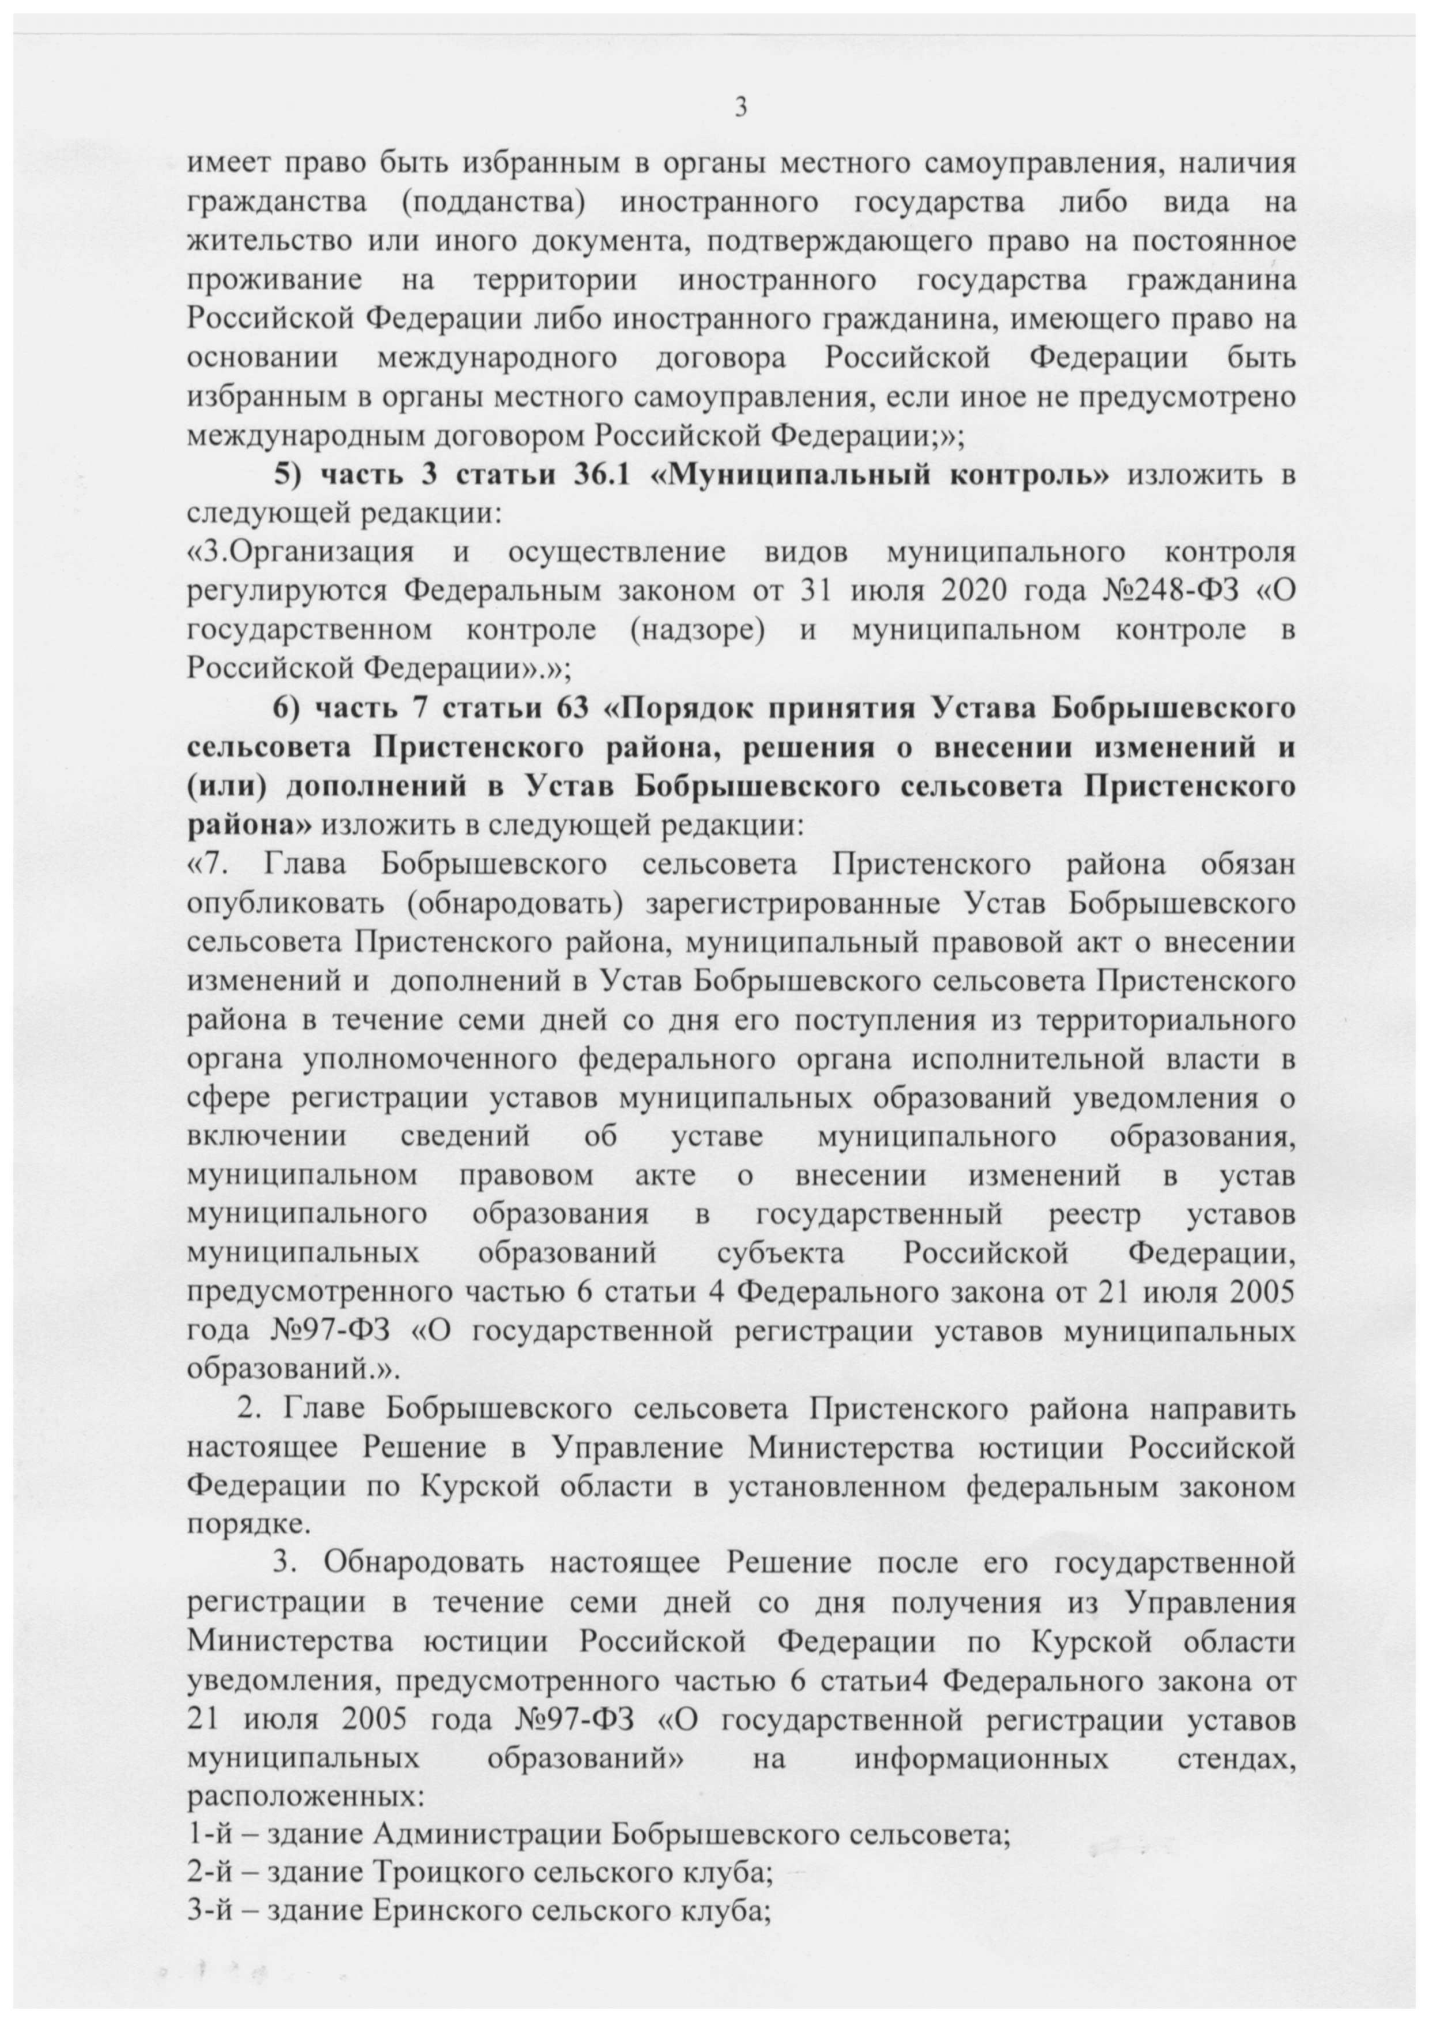 3
имеет право быть избранным в органы местного самоуправления, наличия
гражданства (подданства) иностранного государства либо вида на
жительство или иного документа, подтверждающего право на постоянное
проживание на территории иностранного государства гражданина
Российской Федерации либо иностранного гражданина, имеющего право на
основании международного договора Российской Федерации быть
избранным в органы местного самоуправления, если иное не предусмотрено
международным договором Российской Федерации;»;
5) часть 3 статьи 36.1 «Муниципальный контроль» изложить в
следующей редакции:
«3.Организация и осуществление видов муниципального контроля
регулируются Федеральным законом от 31 июля 2020 года №248-ФЗ «О
государственном контроле (надзоре) и муниципальном контроле в
Российской Федерации».»;
6) часть 7 статьи 63 «Порядок принятия Устава Бобрышевского
сельсовета Пристенского района, решения о внесении изменений и
(или) дополнений в Устав Бобрышевского сельсовета Пристенского
района» изложить в следующей редакции:
«7. Глава Бобрышевского сельсовета Пристенского района обязан
опубликовать (обнародовать) зарегистрированные Устав Бобрышевского
сельсовета Пристенского района, муниципальный правовой акт о внесении
изменений и дополнений в Устав Бобрышевского сельсовета Пристенского
района в течение семи дней со дня его поступления из территориального
органа уполномоченного федерального органа исполнительной власти в
сфере регистрации уставов муниципальных образований уведомления о
включении сведений об уставе муниципального образования,
муниципальном правовом акте о внесении изменений в устав
муниципального образования в государственный реестр уставов
муниципальных образований субъекта Российской Федерации,
предусмотренного частью 6 статьи 4 Федерального закона от 21 июля 2005
года №97-ФЗ «О государственной регистрации уставов муниципальных
образований.».
2. Главе Бобрышевского сельсовета Пристенского района направить
настоящее Решение в Управление Министерства юстиции Российской
Федерации по Курской области в установленном федеральным законом
порядке.
3. Обнародовать настоящее Решение после его государственной
регистрации в течение семи дней со дня получения из Управления
Министерства юстиции Российской Федерации по Курской области
уведомления, предусмотренного частью 6 статьи4 Федерального закона от
21 июля 2005 года №97-ФЗ «О государственной регистрации уставов
муниципальных образований» на информационных стендах,
расположенных:
1-й – здание Администрации Бобрышевского сельсовета;
2-й – здание Троицкого сельского клуба;
3-й – здание Еринского сельского клуба;